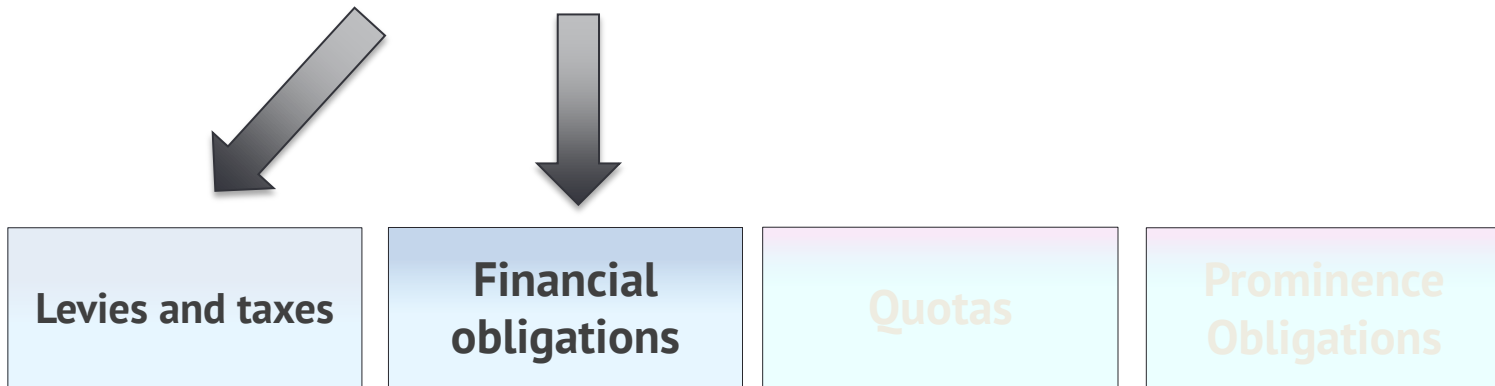 Levies and taxes
Financial
obligations
Quotas
Prominence
Obligations